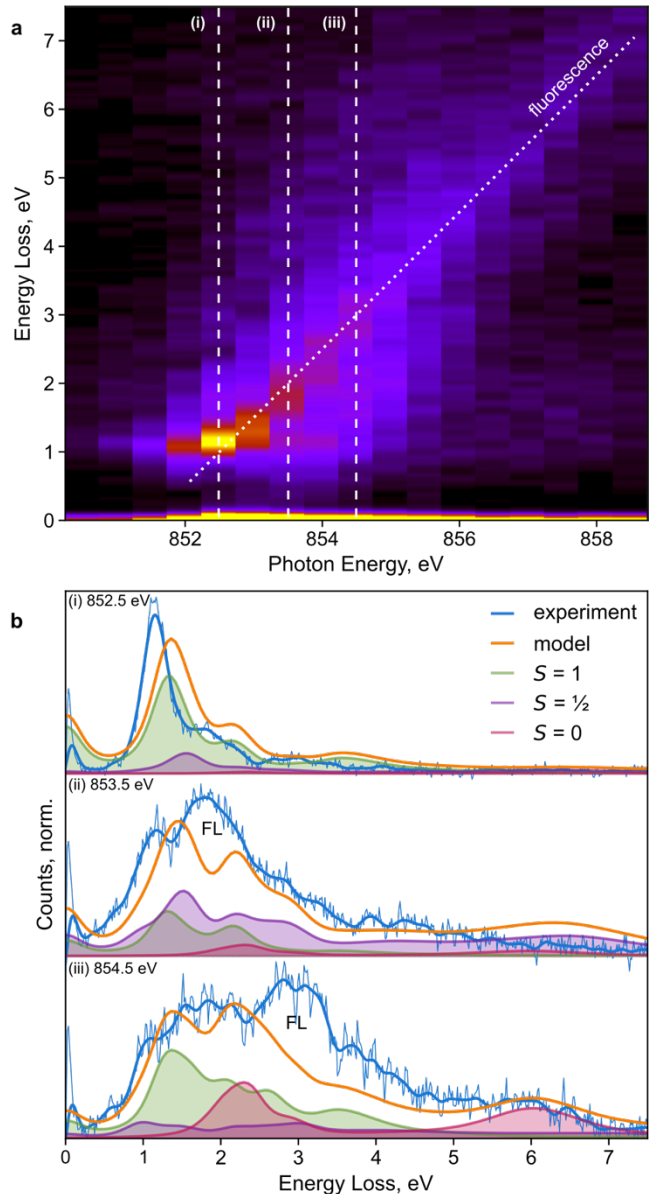 a
(i) (ii) (iii)
fluorescence
7
6
5
4
3
2
1
0
Energy Loss, eV
852 854 856 858
Photon Energy, eV
b
(i) 852.5 eV
experiment
model
S = 1
S = ½
S = 0
(ii) 853.5 eV
FL
Counts, norm.
(iii) 854.5 eV
FL
0 1 2 3 4 5 6 7
Energy Loss, eV